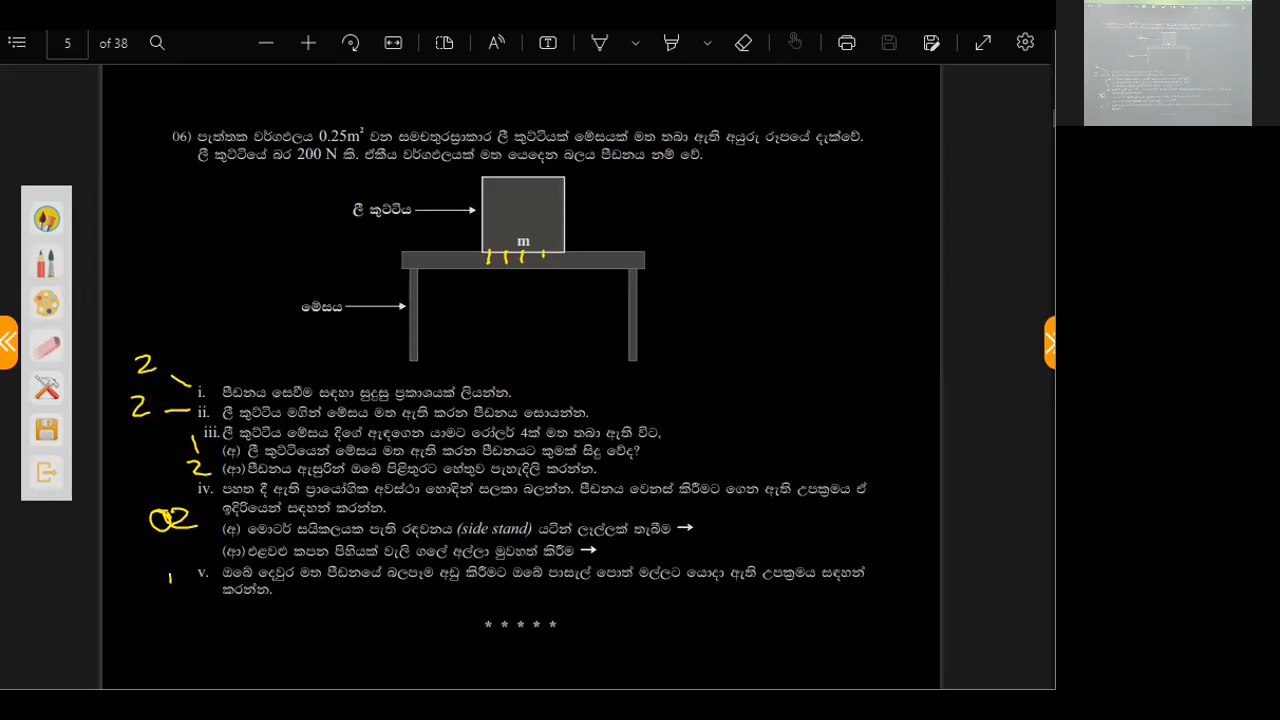 5 of 38
06) පැත්තක වර්ගඵලය 0.25m² වන සමචතුරස්‍රාකාර ලී කුට්ටියක් මේසයක් මත තබා ඇති අයුරු රූපයේ දැක්වේ.
ලී කුට්ටියේ බර 200 N කි. ඒකීය වර්ගඵලයක් මත යෙදෙන බලය පීඩනය නම් වේ.
ලී කුට්ටිය
m
මේසය
2
i. පීඩනය සෙවීම සඳහා සුදුසු ප්‍රකාශයක් ලියන්න.
2 ii. ලී කුට්ටිය මගින් මේසය මත ඇති කරන පීඩනය සොයන්න.
iii. ලී කුට්ටිය මේසය දිගේ ඇඳගෙන යාමට රෝලර් 4ක් මත තබා ඇති විට,
1 (අ) ලී කුට්ටියෙන් මේසය මත ඇති කරන පීඩනයට කුමක් සිදු වේද?
2 (ආ) පීඩනය ඇසුරින් ඔබේ පිළිතුරට හේතුව පැහැදිලි කරන්න.
iv. පහත දී ඇති ප්‍රායෝගික අවස්ථා හොඳින් සලකා බලන්න. පීඩනය වෙනස් කිරීමට ගෙන ඇති උපක්‍රමය ඒ
ඉදිරියෙන් සඳහන් කරන්න.
02 (අ) මොටර් සයිකලයක පැති රඳවනය (side stand) යටින් ලෑල්ලක් තැබීම →
(ආ) එළවළු කපන පිහියක් වැලි ගලේ අල්ලා මුවහත් කිරීම →
1 v. ඔබේ දෙවුර මත පීඩනයේ බලපෑම අඩු කිරීමට ඔබේ පාසැල් පොත් මල්ලට යොදා ඇති උපක්‍රමය සඳහන්
කරන්න.
* * * * *